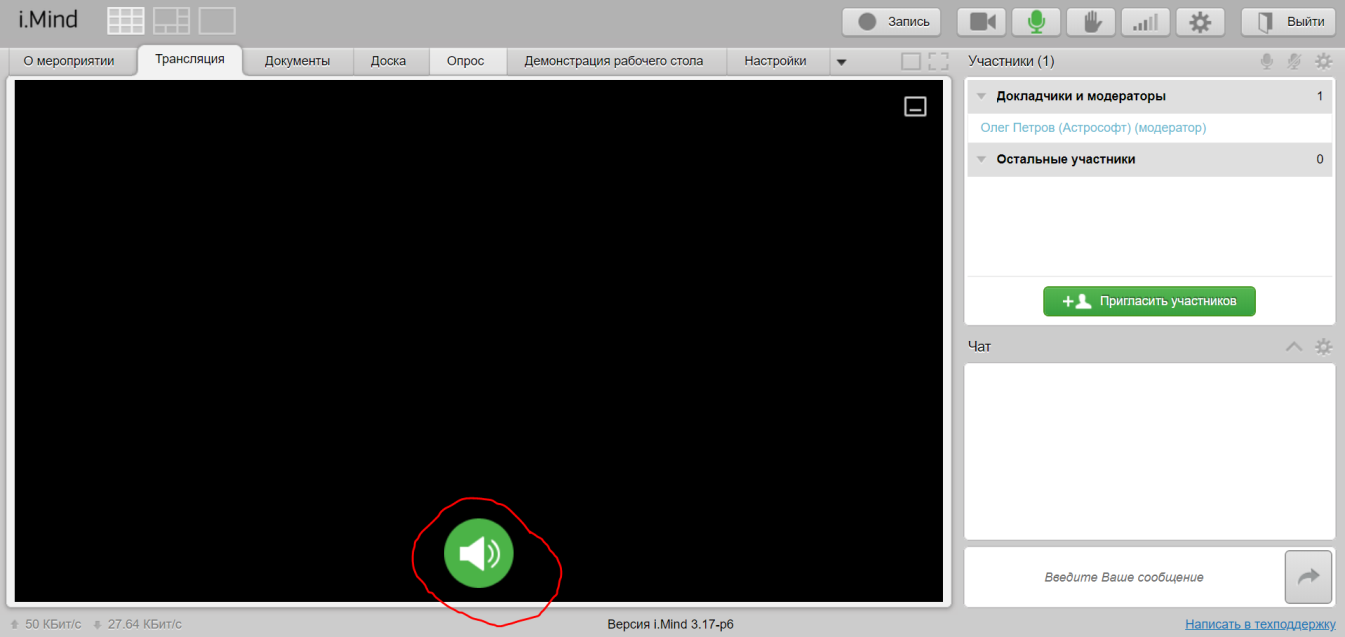 i.Mind
Запись
Выйти
О мероприятии
Трансляция
Документы
Доска
Опрос
Демонстрация рабочего стола
Настройки
Участники (1)
Докладчики и модераторы 1
Олег Петров (Астрософт) (модератор)
Остальные участники 0
Пригласить участников
Чат
Введите Ваше сообщение
50 КБит/с 27.64 КБит/с
Версия i.Mind 3.17-p6
Написать в техподдержку